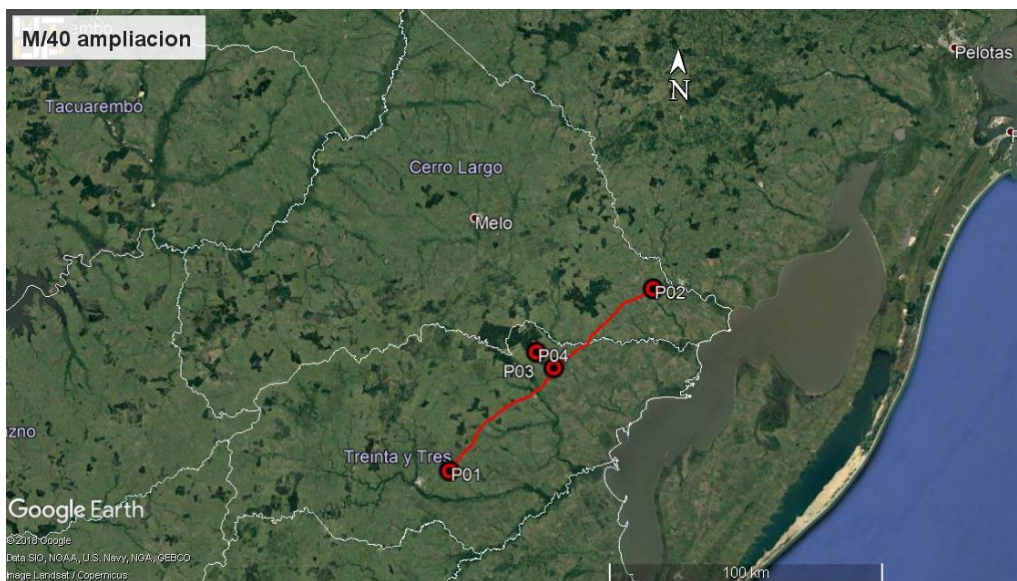 M/40 ampliacion
Pelotas
N
Tacuarembó
Cerro Largo
Melo
P02
P04
P03
zno
Treinta y Tres
P01
Google Earth
©2018 Google
Data SIO, NOAA, U.S. Navy, NGA, GEBCO
Image Landsat / Copernicus
100 km